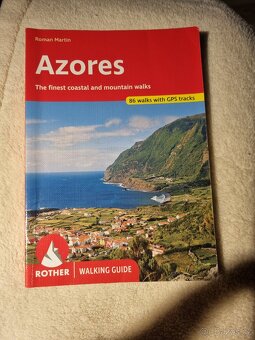 Roman Martin
Azores
The finest coastal and mountain walks
86 walks with GPS tracks
ROTHER
WALKING GUIDE